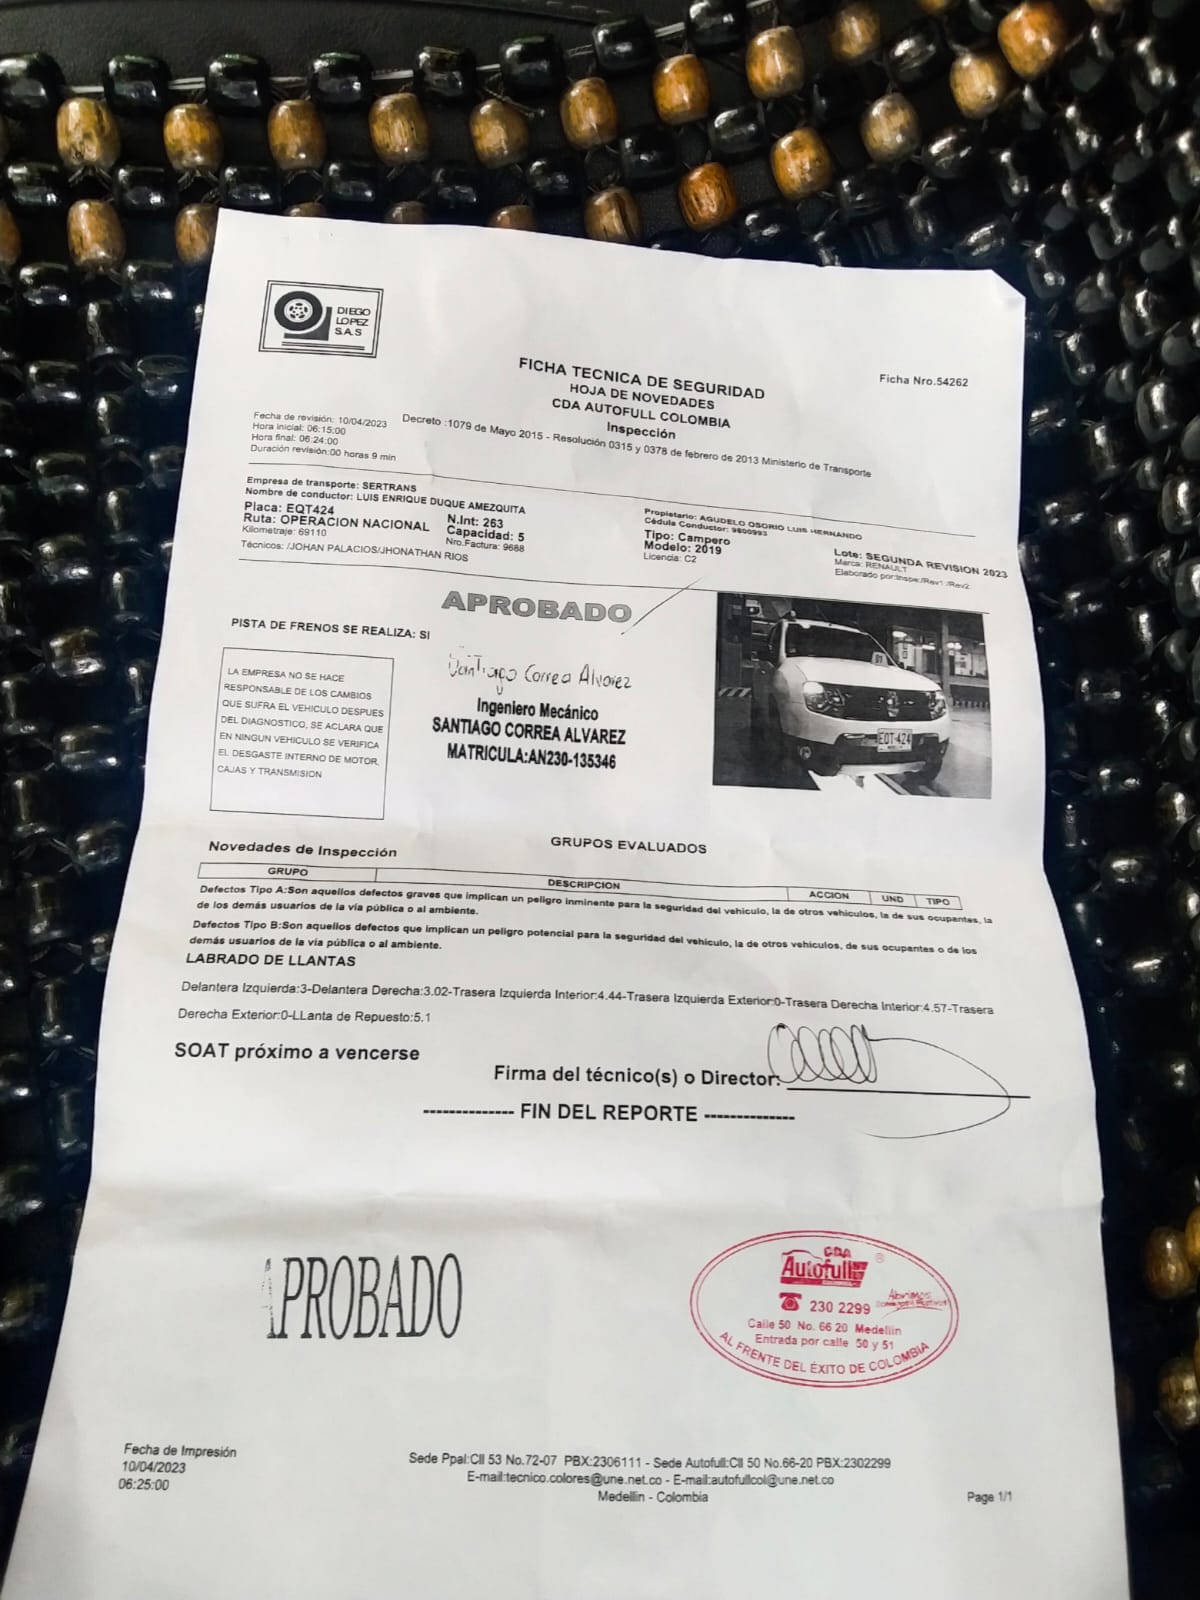 DIEGO
LOPEZ
S.A.S
FICHA TECNICA DE SEGURIDAD
HOJA DE NOVEDADES
CDA AUTOFULL COLOMBIA
Inspección
Ficha Nro.54262
Fecha de revisión: 10/04/2023
Hora inicial: 06:15:00
Hora final: 06:24:00
Duración revisión:00 horas 9 min
Decreto :1079 de Mayo 2015 - Resolución 0315 y 0378 de febrero de 2013 Ministerio de Transporte
Empresa de transporte: SERTRANS
Nombre de conductor: LUIS ENRIQUE DUQUE AMEZQUITA
Placa: EQT424
Ruta: OPERACION NACIONAL
Kilometraje: 69110
Técnicos: /JOHAN PALACIOS/JHONATHAN RIOS
N.Int: 263
Capacidad: 5
Nro.Factura: 9688
Propietario: AGUDELO OSORIO LUIS HERNANDO
Cédula Conductor: 9800993
Tipo: Campero
Modelo: 2019
Licencia: C2
Lote: SEGUNDA REVISION 2023
Marca: RENAULT
Elaborado por:Inspe:/Rev1:/Rev2:
APROBADO
PISTA DE FRENOS SE REALIZA: SI
LA EMPRESA NO SE HACE
RESPONSABLE DE LOS CAMBIOS
QUE SUFRA EL VEHICULO DESPUES
DEL DIAGNOSTICO, SE ACLARA QUE
EN NINGUN VEHICULO SE VERIFICA
EL DESGASTE INTERNO DE MOTOR,
CAJAS Y TRANSMISION
Santiago Correa Alvarez
Ingeniero Mecánico
SANTIAGO CORREA ALVAREZ
MATRICULA:AN230-135346
EQT-424
GRUPOS EVALUADOS
Novedades de Inspección
GRUPO DESCRIPCION ACCION UND TIPO
Defectos Tipo A:Son aquellos defectos graves que implican un peligro inminente para la seguridad del vehiculo, la de otros vehiculos, la de sus ocupantes, la
de los demás usuarios de la vía pública o al ambiente.
Defectos Tipo B:Son aquellos defectos que implican un peligro potencial para la seguridad del vehiculo, la de otros vehiculos, de sus ocupantes o de los
demás usuarios de la vía pública o al ambiente.
LABRADO DE LLANTAS
Delantera Izquierda:3-Delantera Derecha:3.02-Trasera Izquierda Interior:4.44-Trasera Izquierda Exterior:0-Trasera Derecha Interior:4.57-Trasera
Derecha Exterior:0-LLanta de Repuesto:5.1
SOAT próximo a vencerse
Firma del técnico(s) o Director:
-------------- FIN DEL REPORTE --------------
APROBADO
CDA
Autofull
COLOMBIA
®
☎ 230 2299
Abrimos
Calle 50 No. 66 20 Medellin
Entrada por calle 50 y 51
AL FRENTE DEL ÉXITO DE COLOMBIA
Fecha de Impresión
10/04/2023
06:25:00
Sede Ppal:Cll 53 No.72-07 PBX:2306111 - Sede Autofull:Cll 50 No.66-20 PBX:2302299
E-mail:tecnico.colores@une.net.co - E-mail:autofullcol@une.net.co
Medellin - Colombia
Page 1/1